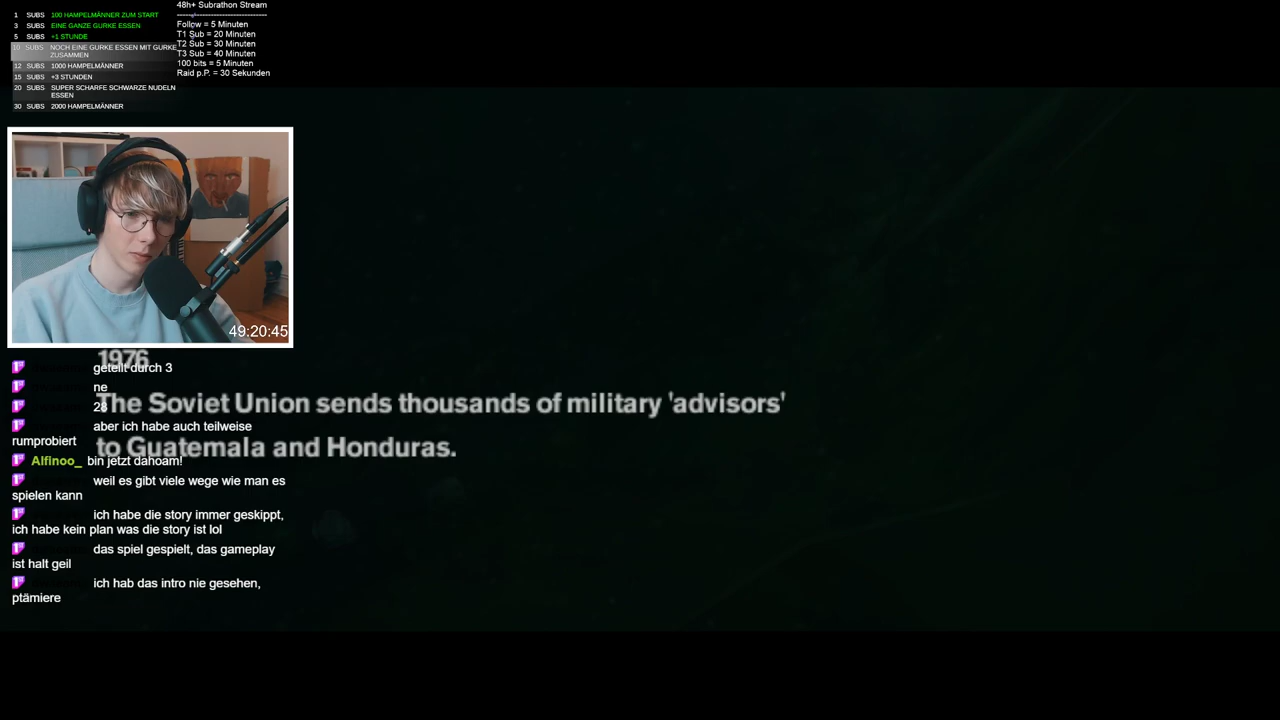 1 SUBS 100 HAMPELMÄNNER ZUM START
3 SUBS EINE GANZE GURKE ESSEN
5 SUBS +1 STUNDE
10 SUBS NOCH EINE GURKE ESSEN MIT GURKE
ZUSAMMEN
12 SUBS 1000 HAMPELMÄNNER
15 SUBS +3 STUNDEN
20 SUBS SUPER SCHARFE SCHWARZE NUDELN
ESSEN
30 SUBS 2000 HAMPELMÄNNER
48h+ Subrathon Stream
Follow = 5 Minuten
T1 Sub = 20 Minuten
T2 Sub = 30 Minuten
T3 Sub = 40 Minuten
100 bits = 5 Minuten
Raid p.P. = 30 Sekunden
49:20:45
1976
The Soviet Union sends thousands of military 'advisors'
to Guatemala and Honduras.
geteilt durch 3
ne
28
aber ich habe auch teilweise
rumprobiert
Alfinoo_ bin jetzt dahoam!
weil es gibt viele wege wie man es
spielen kann
ich habe die story immer geskippt,
ich habe kein plan was die story ist lol
das spiel gespielt, das gameplay
ist halt geil
ich hab das intro nie gesehen,
ptämiere